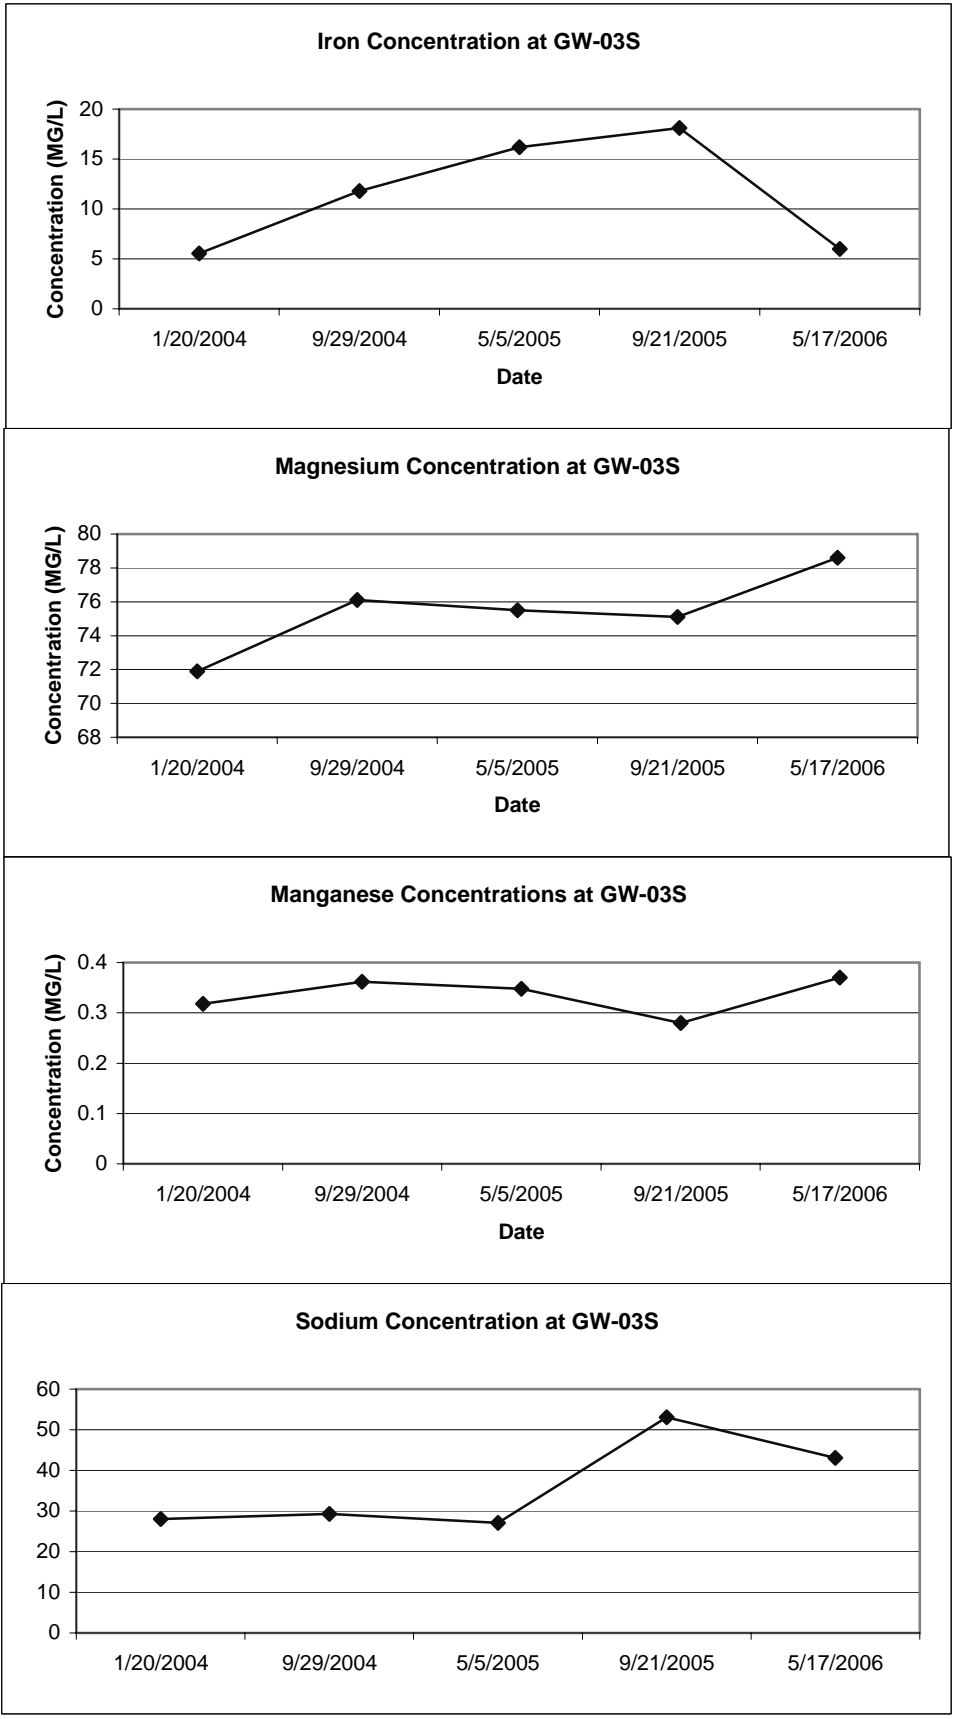 Iron Concentration at GW-03S
Concentration (MG/L)
20
15
10
5
0
1/20/2004 9/29/2004 5/5/2005 9/21/2005 5/17/2006
Date
Magnesium Concentration at GW-03S
Concentration (MG/L)
80
78
76
74
72
70
68
1/20/2004 9/29/2004 5/5/2005 9/21/2005 5/17/2006
Date
Manganese Concentrations at GW-03S
Concentration (MG/L)
0.4
0.3
0.2
0.1
0
1/20/2004 9/29/2004 5/5/2005 9/21/2005 5/17/2006
Date
Sodium Concentration at GW-03S
60
50
40
30
20
10
0
1/20/2004 9/29/2004 5/5/2005 9/21/2005 5/17/2006